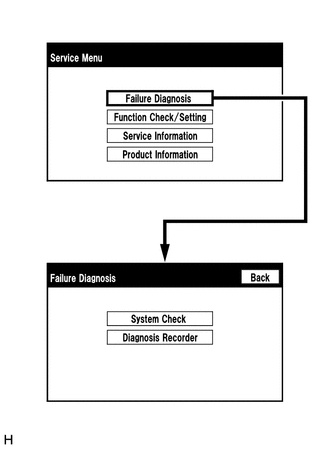 Service Menu
Failure Diagnosis
Function Check/Setting
Service Information
Product Information
Failure Diagnosis
Back
System Check
Diagnosis Recorder
H